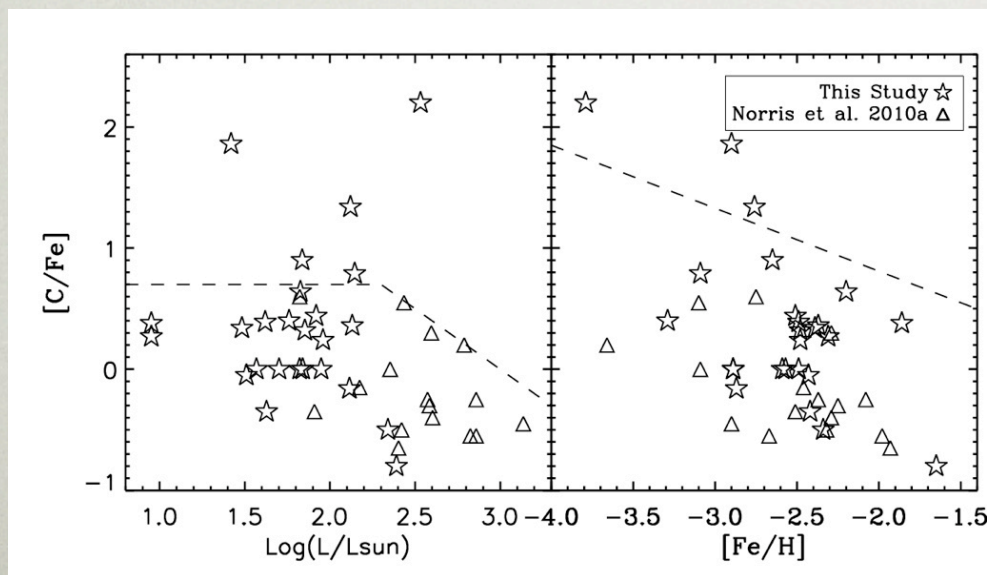 This Study ☆
Norris et al. 2010a △
[C/Fe]
2
1
0
−1
1.0 1.5 2.0 2.5 3.0
−4.0 −3.5 −3.0 −2.5 −2.0 −1.5
Log(L/Lsun)
[Fe/H]